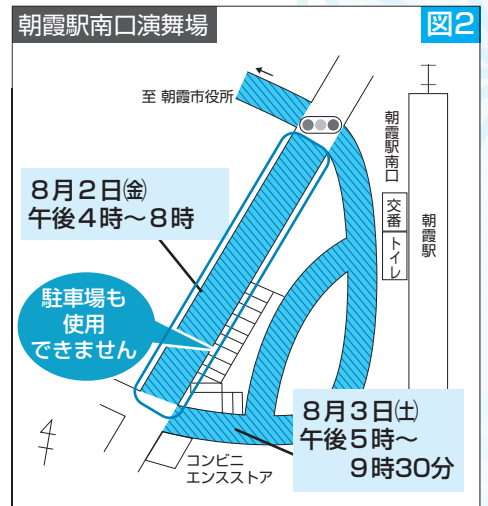 朝霞駅南口演舞場
図2
至 朝霞市役所
朝霞駅南口
交番
トイレ
朝霞駅
8月2日㈮
午後4時〜8時
駐車場も
使用
できません
8月3日㈯
午後5時〜
9時30分
コンビニ
エンスストア